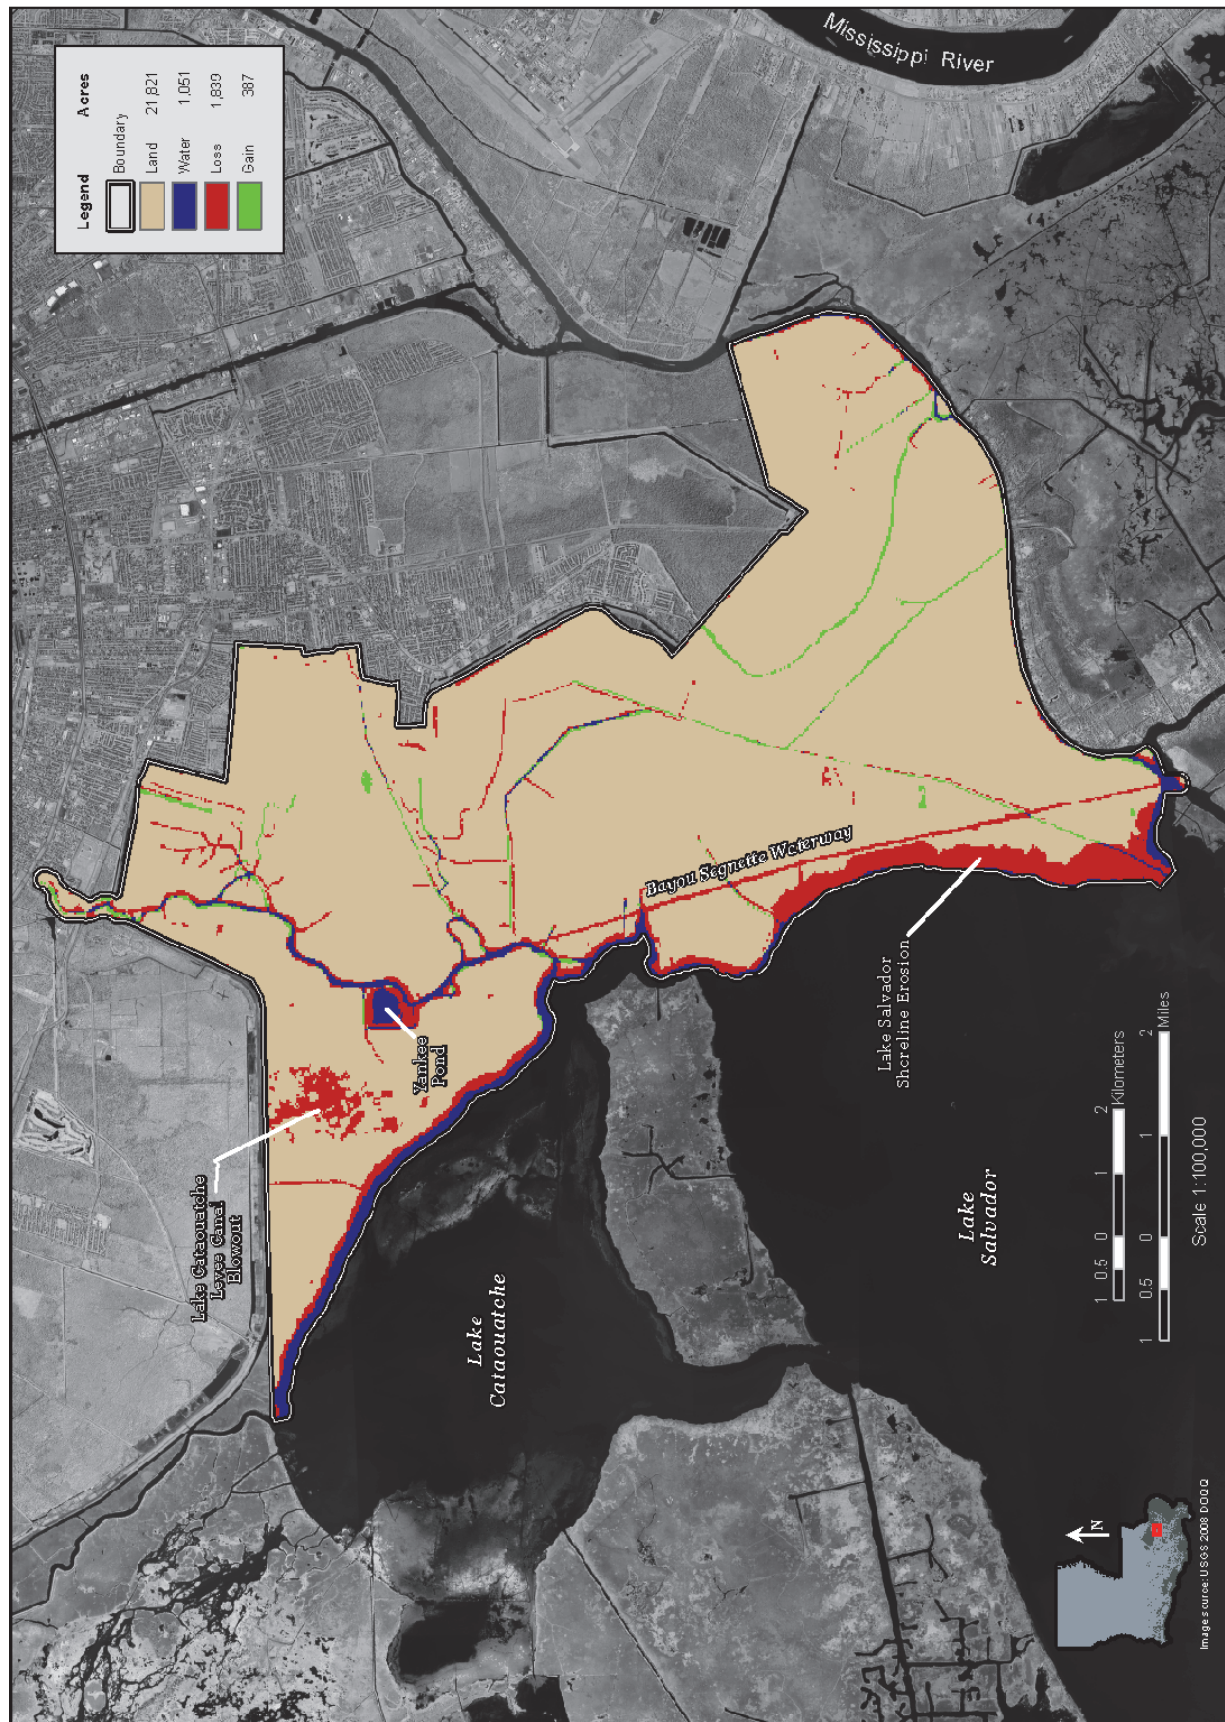 Mississippi River
Legend Acres
Boundary
Land 21,821
Water 1,051
Loss 1,839
Gain 387
Lake Cataouatche
Levee Canal
Blowout
Yankee
Pond
Bayou Segnette Waterway
Lake
Cataouatche
Lake Salvador
Shoreline Erosion
Lake
Salvador
1 0.5 0 1 2
Kilometers
1 0.5 0 1 2
Miles
Scale 1:100,000
N
Image source: USGS 2008 DOQQ